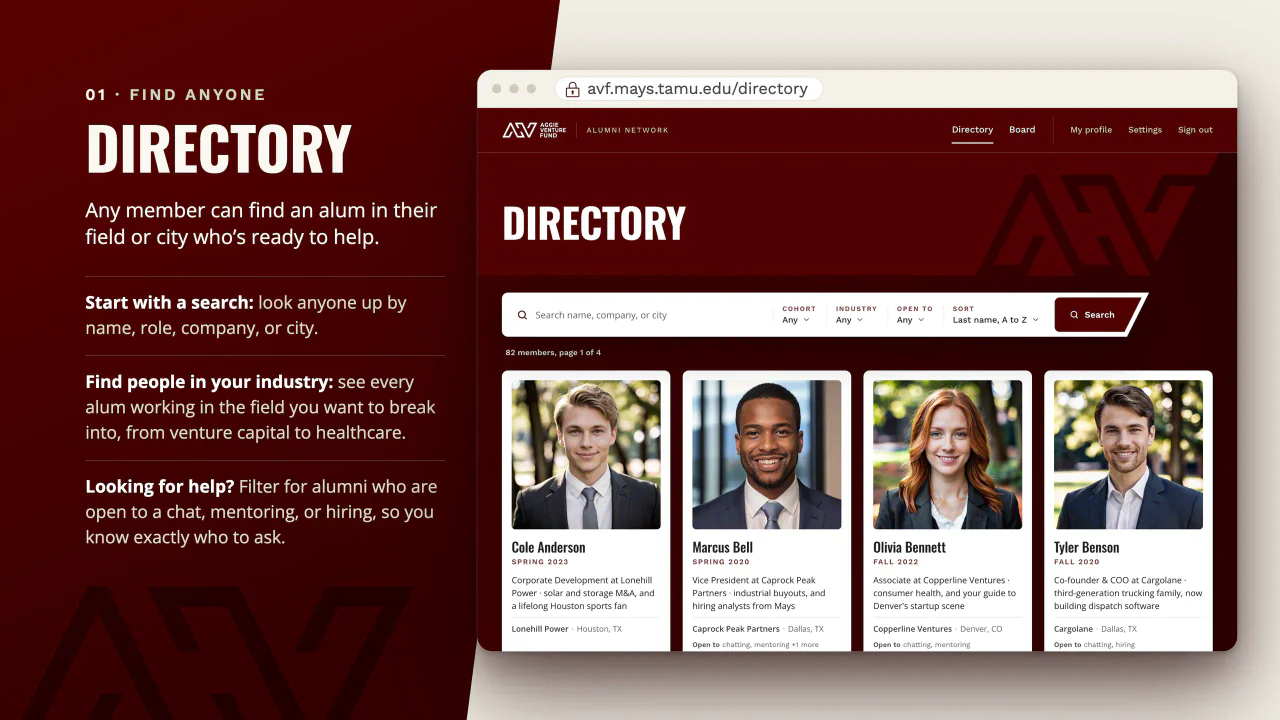 01 · FIND ANYONE
DIRECTORY
Any member can find an alum in their
field or city who’s ready to help.
Start with a search: look anyone up by
name, role, company, or city.
Find people in your industry: see every
alum working in the field you want to break
into, from venture capital to healthcare.
Looking for help? Filter for alumni who are
open to a chat, mentoring, or hiring, so you
know exactly who to ask.
avf.mays.tamu.edu/directory
AGGIE
VENTURE
FUND
ALUMNI NETWORK
Directory Board My profile Settings Sign out
DIRECTORY
Search name, company, or city
COHORT
Any
INDUSTRY
Any
OPEN TO
Any
SORT
Last name, A to Z
Search
82 members, page 1 of 4
Cole Anderson
SPRING 2023
Corporate Development at Lonehill
Power · solar and storage M&A, and
a lifelong Houston sports fan
Lonehill Power · Houston, TX
Marcus Bell
SPRING 2020
Vice President at Caprock Peak
Partners · industrial buyouts, and
hiring analysts from Mays
Caprock Peak Partners · Dallas, TX
Open to chatting, mentoring +1 more
Olivia Bennett
FALL 2022
Associate at Copperline Ventures ·
consumer health, and your guide to
Denver's startup scene
Copperline Ventures · Denver, CO
Open to chatting, mentoring
Tyler Benson
FALL 2020
Co-founder & COO at Cargolane ·
third-generation trucking family, now
building dispatch software
Cargolane · Dallas, TX
Open to chatting, hiring